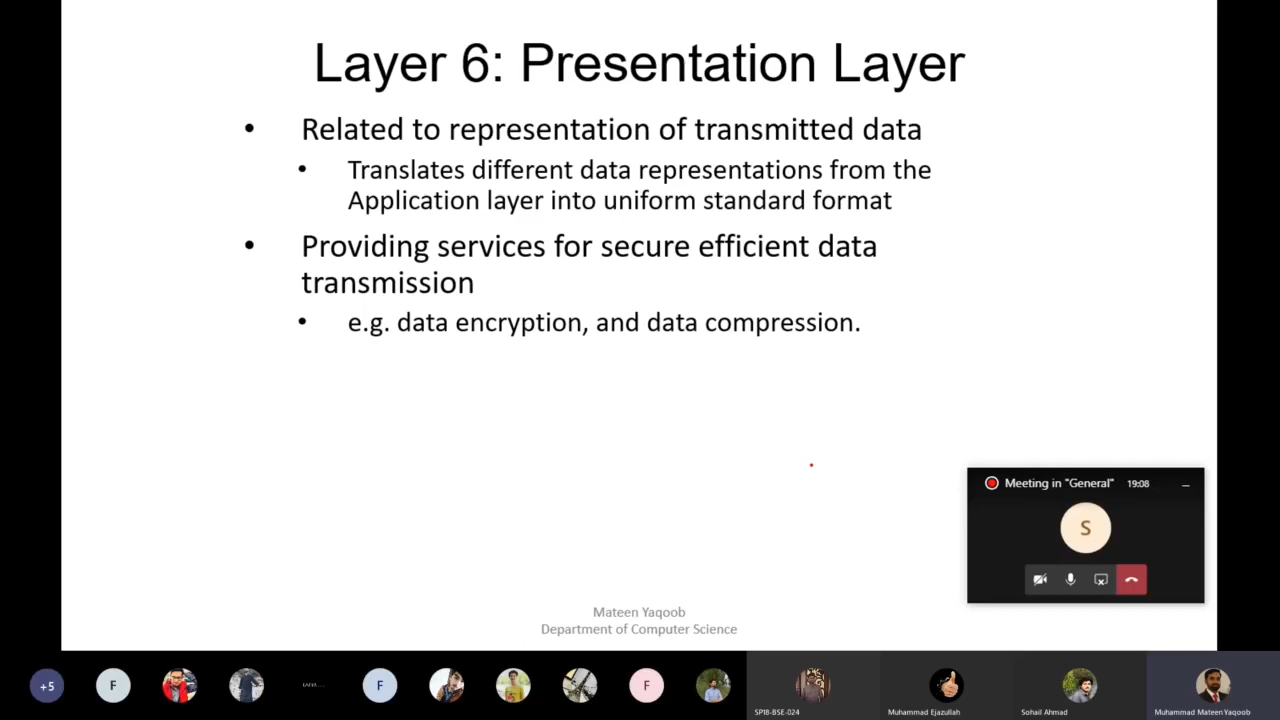 Layer 6: Presentation Layer
• Related to representation of transmitted data
• Translates different data representations from the
Application layer into uniform standard format
• Providing services for secure efficient data
transmission
• e.g. data encryption, and data compression.
Meeting in "General" 19:08
S
Mateen Yaqoob
Department of Computer Science
+5
F
F
F
SP18-BSE-024
Muhammad Ejazullah
Sohail Ahmad
Muhammad Mateen Yaqoob